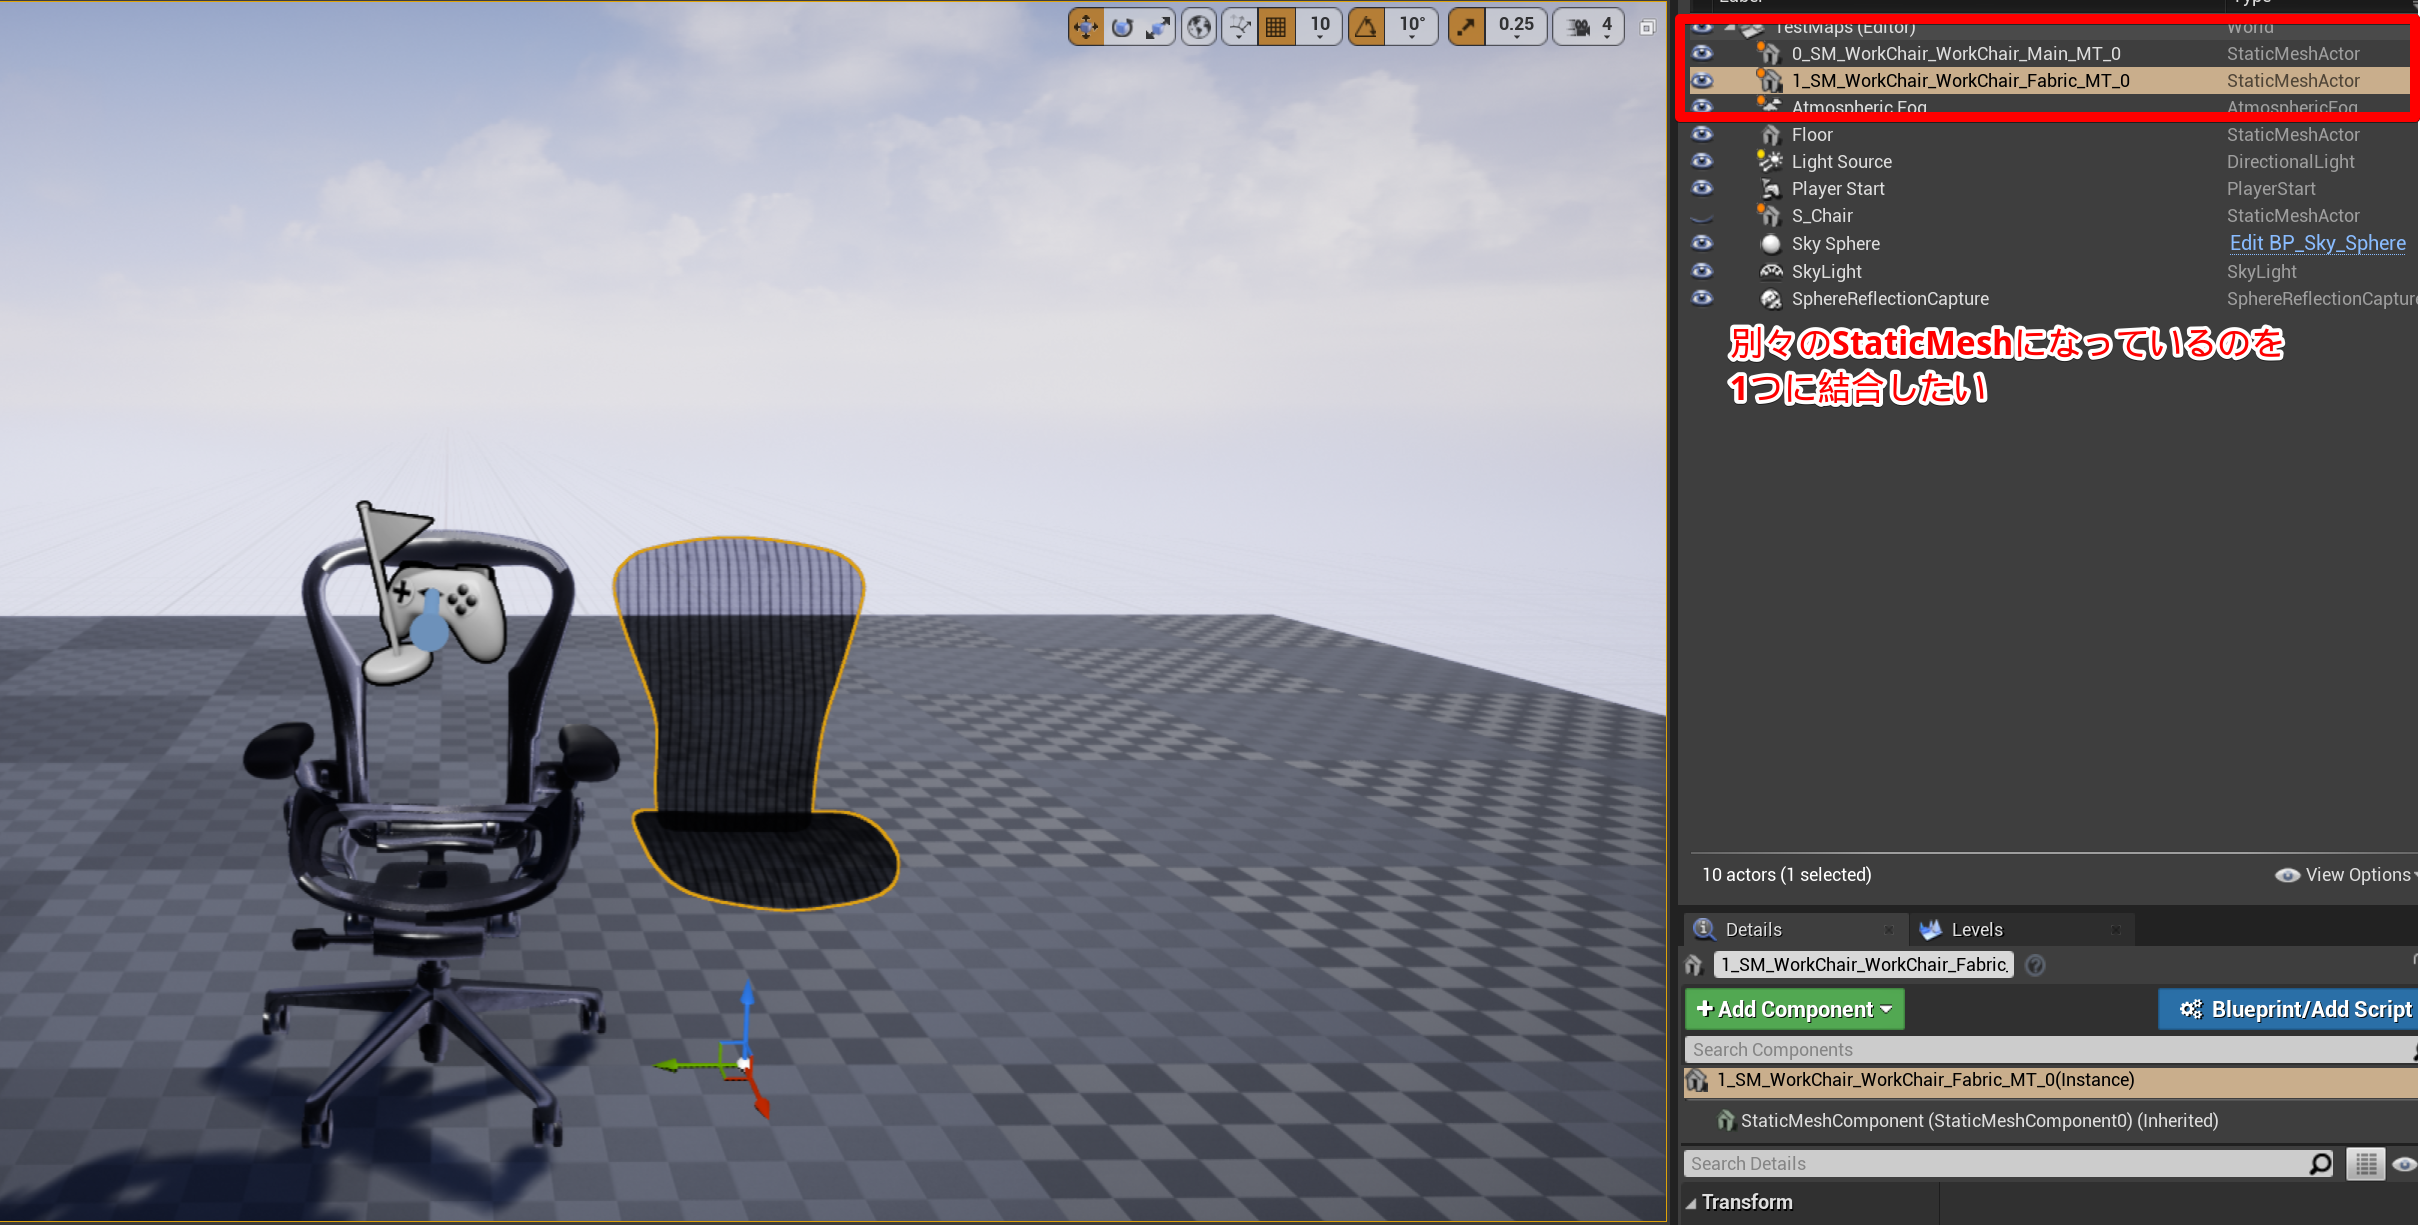 10
10°
0.25
4
TestMaps (Editor) World
0_SM_WorkChair_WorkChair_Main_MT_0 StaticMeshActor
1_SM_WorkChair_WorkChair_Fabric_MT_0 StaticMeshActor
Atmospheric Fog AtmosphericFog
Floor StaticMeshActor
Light Source DirectionalLight
Player Start PlayerStart
S_Chair StaticMeshActor
Sky Sphere Edit BP_Sky_Sphere
SkyLight SkyLight
SphereReflectionCapture SphereReflectionCapture
別々のStaticMeshになっているのを
1つに結合したい
10 actors (1 selected) View Options
Details Levels
1_SM_WorkChair_WorkChair_Fabric_
+ Add Component Blueprint/Add Script
Search Components
1_SM_WorkChair_WorkChair_Fabric_MT_0(Instance)
StaticMeshComponent (StaticMeshComponent0) (Inherited)
Search Details
Transform